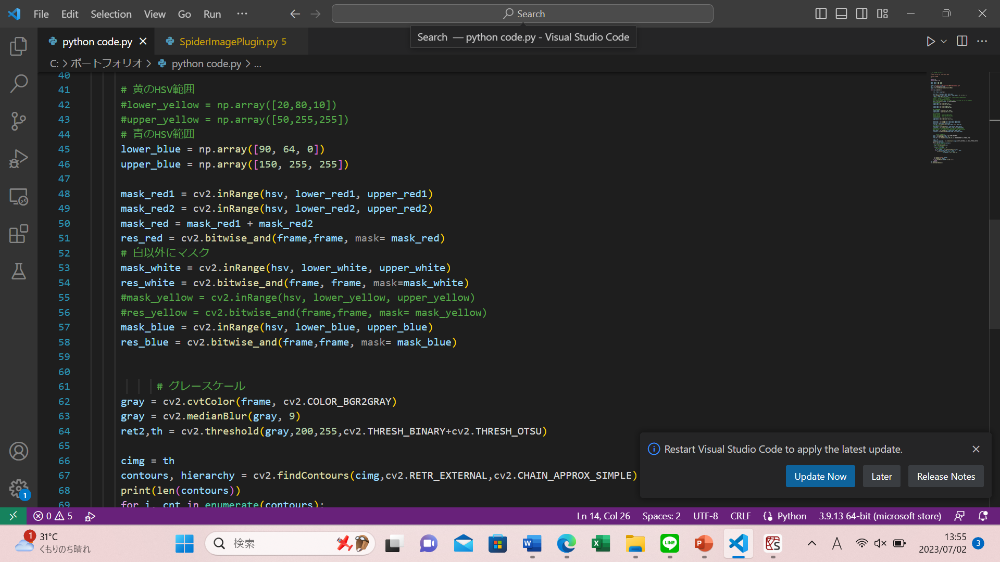 File Edit Selection View Go Run ··· Search
Search — python code.py - Visual Studio Code
python code.py SpiderImagePlugin.py 5
C: > ポートフォリオ > python code.py > ...
40
41 # 黄のHSV範囲
42 #lower_yellow = np.array([20,80,10])
43 #upper_yellow = np.array([50,255,255])
44 # 青のHSV範囲
45 lower_blue = np.array([90, 64, 0])
46 upper_blue = np.array([150, 255, 255])
47
48 mask_red1 = cv2.inRange(hsv, lower_red1, upper_red1)
49 mask_red2 = cv2.inRange(hsv, lower_red2, upper_red2)
50 mask_red = mask_red1 + mask_red2
51 res_red = cv2.bitwise_and(frame,frame, mask= mask_red)
52 # 白以外にマスク
53 mask_white = cv2.inRange(hsv, lower_white, upper_white)
54 res_white = cv2.bitwise_and(frame, frame, mask=mask_white)
55 #mask_yellow = cv2.inRange(hsv, lower_yellow, upper_yellow)
56 #res_yellow = cv2.bitwise_and(frame,frame, mask= mask_yellow)
57 mask_blue = cv2.inRange(hsv, lower_blue, upper_blue)
58 res_blue = cv2.bitwise_and(frame,frame, mask= mask_blue)
59
60
61 # グレースケール
62 gray = cv2.cvtColor(frame, cv2.COLOR_BGR2GRAY)
63 gray = cv2.medianBlur(gray, 9)
64 ret2,th = cv2.threshold(gray,200,255,cv2.THRESH_BINARY+cv2.THRESH_OTSU)
65
66 cimg = th
67 contours, hierarchy = cv2.findContours(cimg,cv2.RETR_EXTERNAL,cv2.CHAIN_APPROX_SIMPLE)
68 print(len(contours))
69 for i, cnt in enumerate(contours):
Restart Visual Studio Code to apply the latest update.
Update Now Later Release Notes
1
0 5 Ln 14, Col 26 Spaces: 2 UTF-8 CRLF Python 3.9.13 64-bit (microsoft store)
1 31°C
くもりのち晴れ
検索
W X LINE P S A
13:55
2023/07/02 3